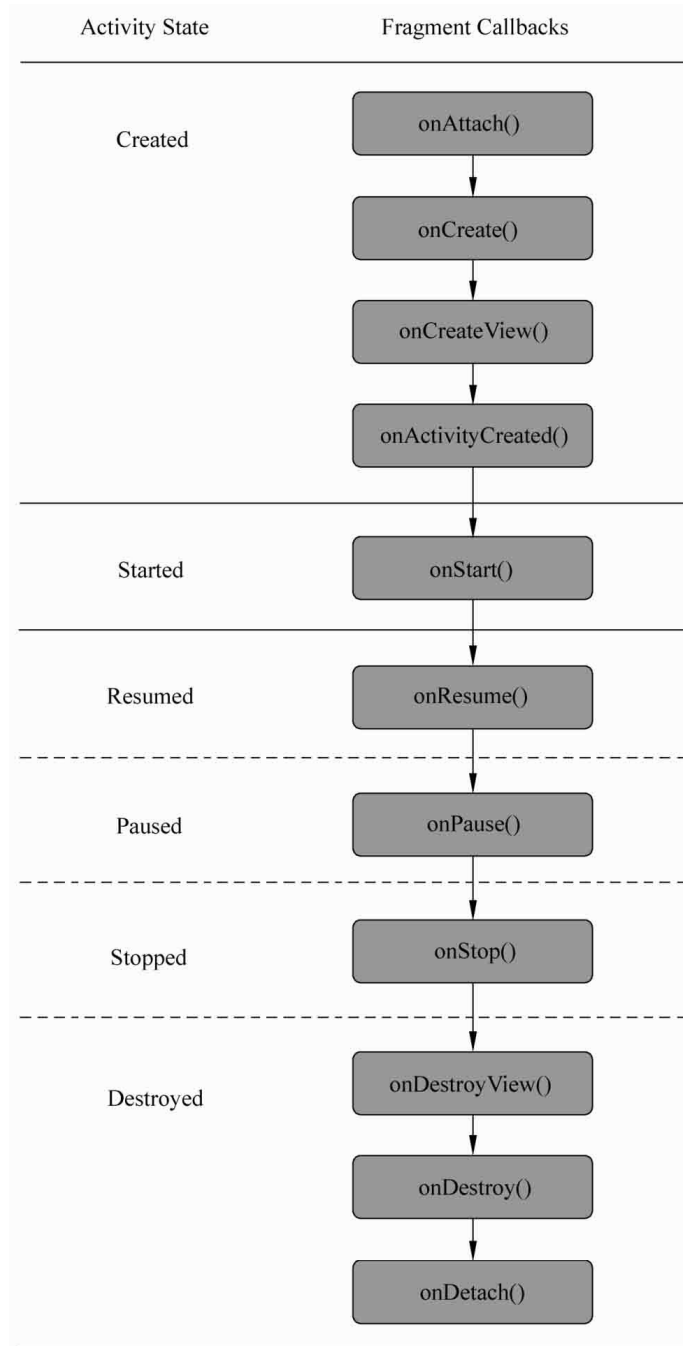 Activity State    Fragment Callbacks
Created
onAttach()
onCreate()
onCreateView()
onActivityCreated()
Started
onStart()
Resumed
onResume()
Paused
onPause()
Stopped
onStop()
Destroyed
onDestroyView()
onDestroy()
onDetach()